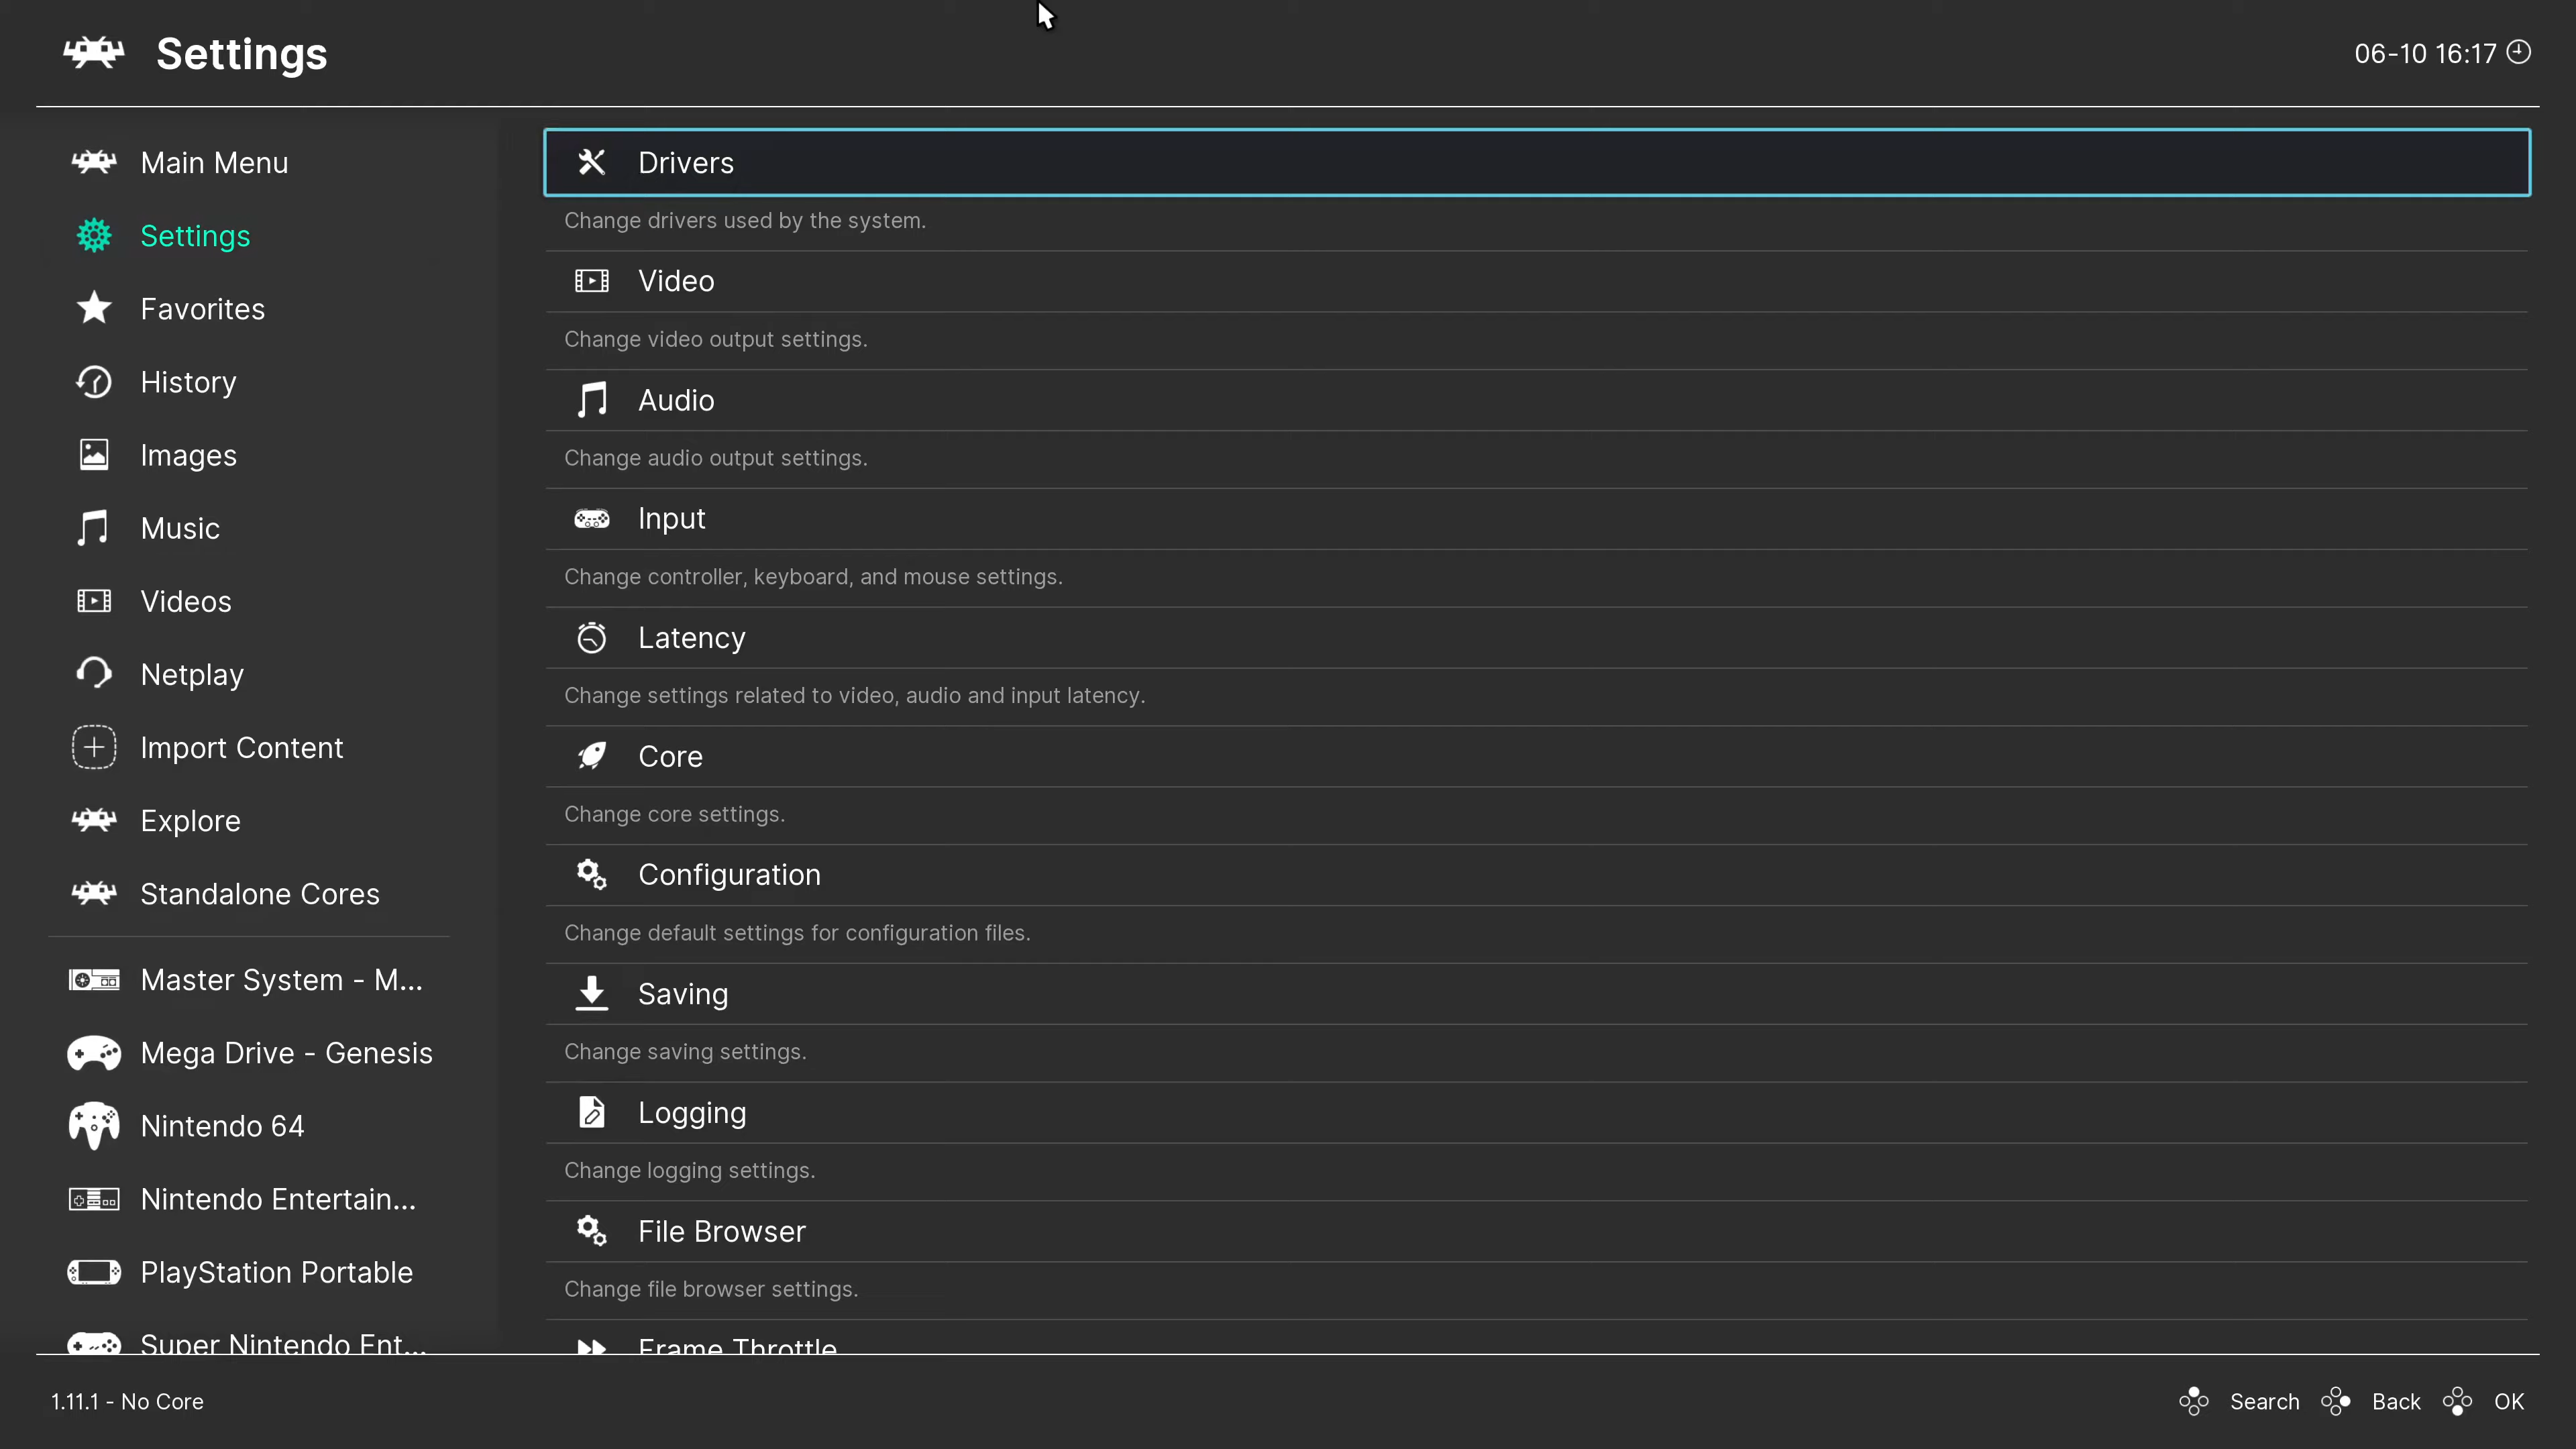 Settings
06-10 16:17
Main Menu
Settings
Favorites
History
Images
Music
Videos
Netplay
Import Content
Explore
Standalone Cores
Master System - M...
Mega Drive - Genesis
Nintendo 64
Nintendo Entertain...
PlayStation Portable
Super Nintendo Ent...
Drivers
Change drivers used by the system.
Video
Change video output settings.
Audio
Change audio output settings.
Input
Change controller, keyboard, and mouse settings.
Latency
Change settings related to video, audio and input latency.
Core
Change core settings.
Configuration
Change default settings for configuration files.
Saving
Change saving settings.
Logging
Change logging settings.
File Browser
Change file browser settings.
Frame Throttle
1.11.1 - No Core
Search Back OK